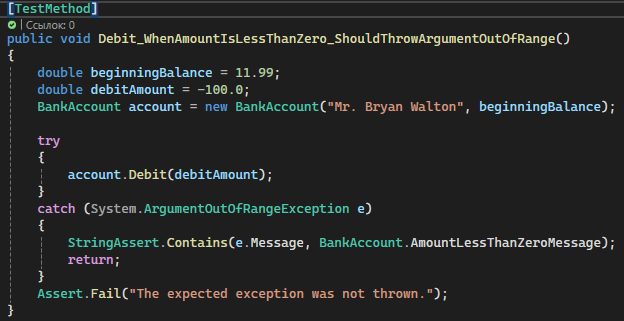 [TestMethod]
| Ссылок: 0
public void Debit_WhenAmountIsLessThanZero_ShouldThrowArgumentOutOfRange()
{
    double beginningBalance = 11.99;
    double debitAmount = -100.0;
    BankAccount account = new BankAccount("Mr. Bryan Walton", beginningBalance);
    try
    {
        account.Debit(debitAmount);
    }
    catch (System.ArgumentOutOfRangeException e)
    {
        StringAssert.Contains(e.Message, BankAccount.AmountLessThanZeroMessage);
        return;
    }
    Assert.Fail("The expected exception was not thrown.");
}